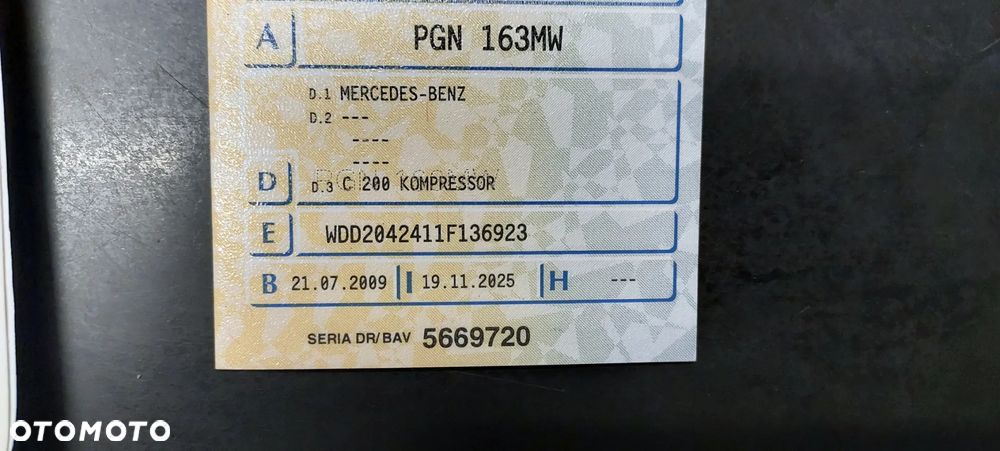 A PGN 163MW
D.1 MERCEDES-BENZ
D.2 ---
----
----
D D.3 C 200 KOMPRESSOR
E WDD2042411F136923
B 21.07.2009 I 19.11.2025 H ---
SERIA DR/BAV 5669720
OTOMOTO